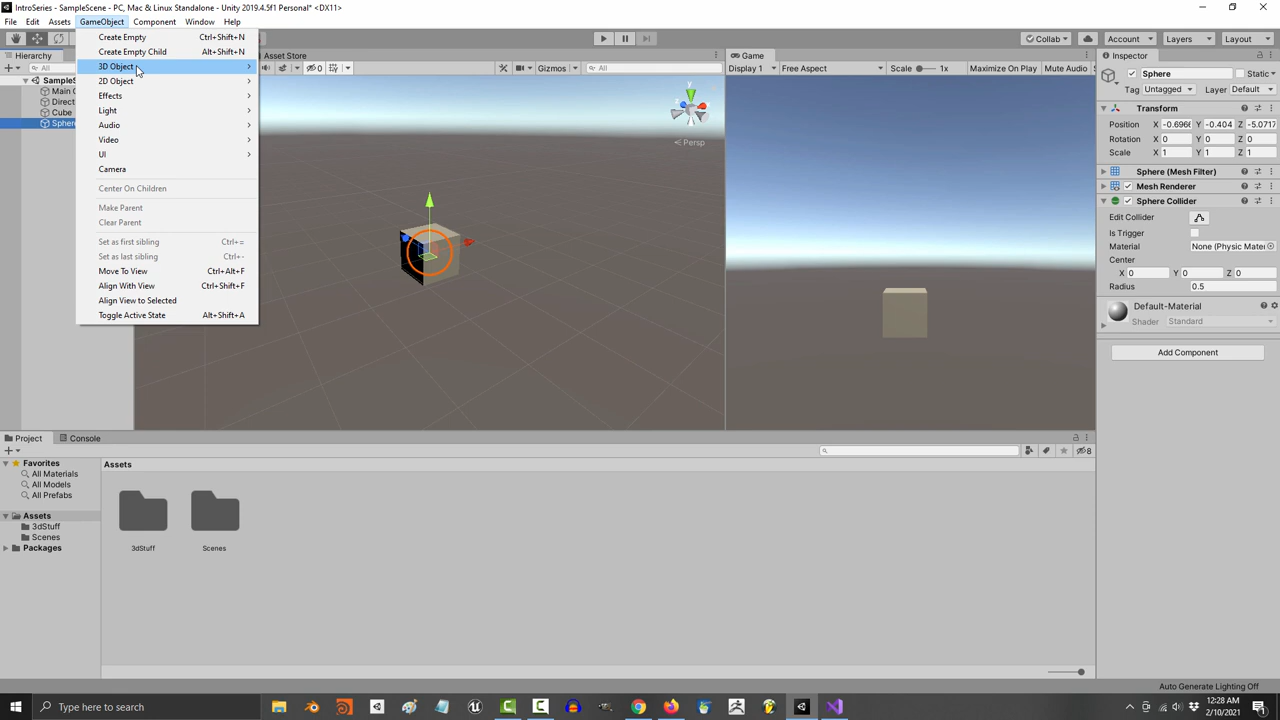 IntroSeries - SampleScene - PC, Mac & Linux Standalone - Unity 2019.4.5f1 Personal* <DX11>
File Edit Assets GameObject Component Window Help
Collab Account Layers Layout
Hierarchy
All
SampleS
Main C
Direct
Cube
Sphere
Create Empty Ctrl+Shift+N
Create Empty Child Alt+Shift+N
3D Object
2D Object
Effects
Light
Audio
Video
UI
Camera
Center On Children
Make Parent
Clear Parent
Set as first sibling Ctrl+=
Set as last sibling Ctrl+-
Move To View Ctrl+Alt+F
Align With View Ctrl+Shift+F
Align View to Selected
Toggle Active State Alt+Shift+A
Asset Store
0 Gizmos All
y
Persp
Game
Display 1 Free Aspect Scale 1x Maximize On Play Mute Audio
Inspector
Sphere Static
Tag Untagged Layer Default
Transform
Position X -0.696 Y -0.404 Z -5.0717
Rotation X 0 Y 0 Z 0
Scale X 1 Y 1 Z 1
Sphere (Mesh Filter)
Mesh Renderer
Sphere Collider
Edit Collider
Is Trigger
Material None (Physic Mater
Center
X 0 Y 0 Z 0
Radius 0.5
Default-Material
Shader Standard
Add Component
Project Console
8
Favorites
All Materials
All Models
All Prefabs
Assets
3dStuff
Scenes
Packages
Assets
3dStuff Scenes
Auto Generate Lighting Off
Type here to search
12:28 AM
2/10/2021